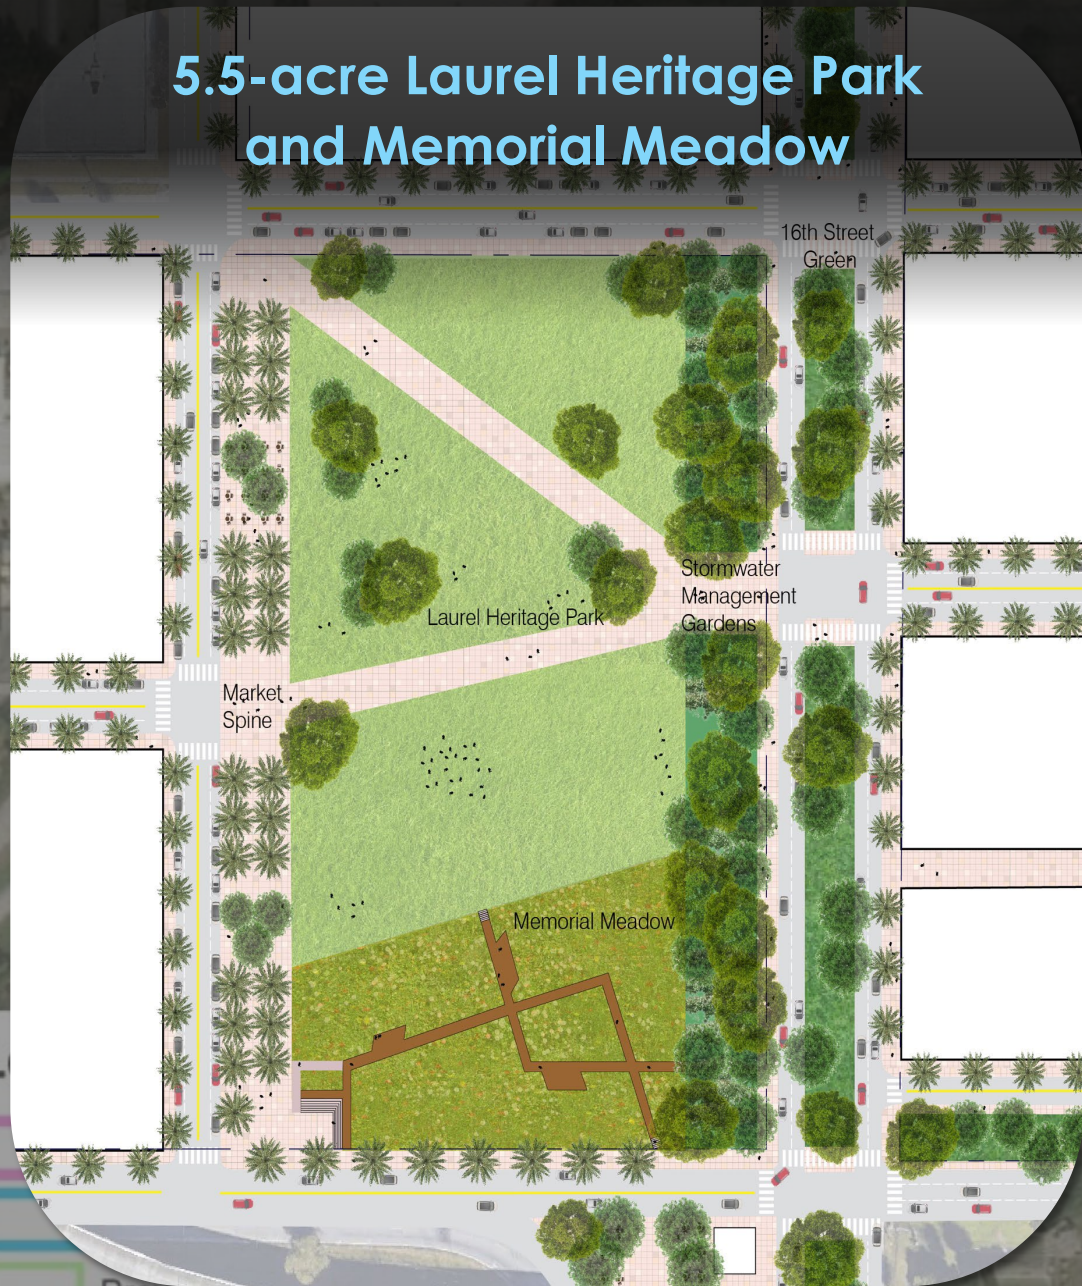 5.5-acre Laurel Heritage Park
and Memorial Meadow
16th Street
Green
Stormwater
Management
Gardens
Laurel Heritage Park
Market
Spine
Memorial Meadow